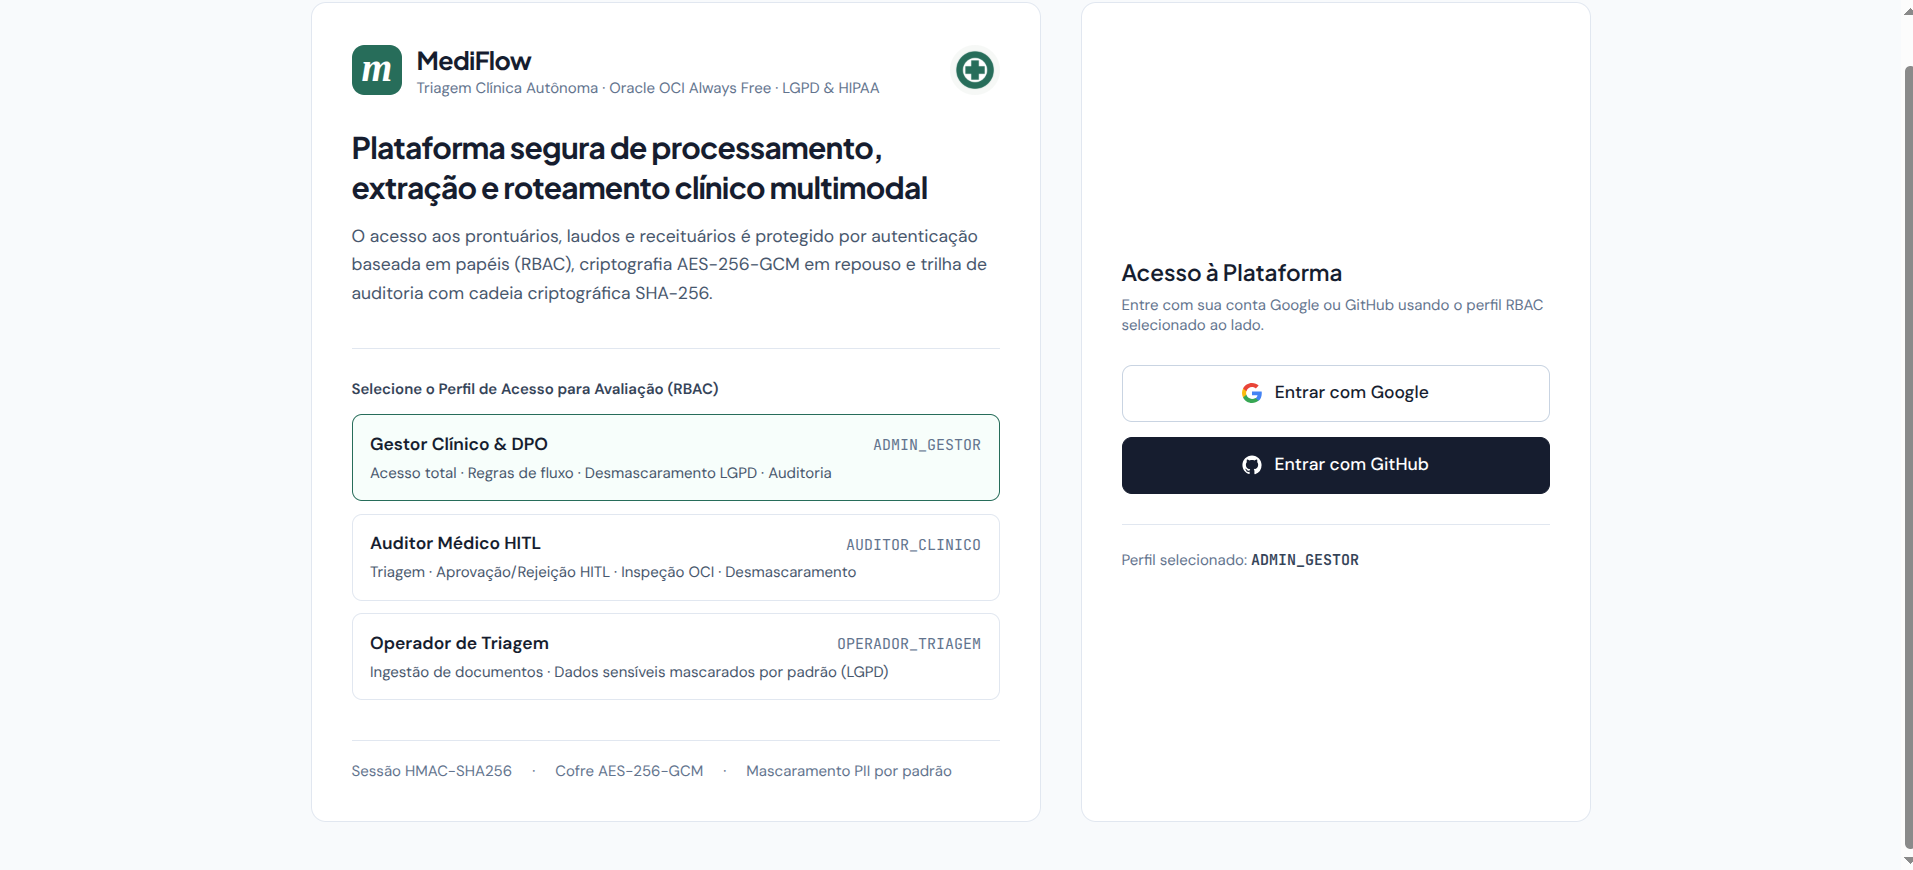 m
MediFlow
Triagem Clínica Autônoma · Oracle OCI Always Free · LGPD & HIPAA
Plataforma segura de processamento,
extração e roteamento clínico multimodal
O acesso aos prontuários, laudos e receituários é protegido por autenticação
baseada em papéis (RBAC), criptografia AES-256-GCM em repouso e trilha de
auditoria com cadeia criptográfica SHA-256.
Selecione o Perfil de Acesso para Avaliação (RBAC)
Gestor Clínico & DPO
ADMIN_GESTOR
Acesso total · Regras de fluxo · Desmascaramento LGPD · Auditoria
Auditor Médico HITL
AUDITOR_CLINICO
Triagem · Aprovação/Rejeição HITL · Inspeção OCI · Desmascaramento
Operador de Triagem
OPERADOR_TRIAGEM
Ingestão de documentos · Dados sensíveis mascarados por padrão (LGPD)
Sessão HMAC-SHA256 · Cofre AES-256-GCM · Mascaramento PII por padrão
Acesso à Plataforma
Entre com sua conta Google ou GitHub usando o perfil RBAC
selecionado ao lado.
Entrar com Google
Entrar com GitHub
Perfil selecionado: ADMIN_GESTOR